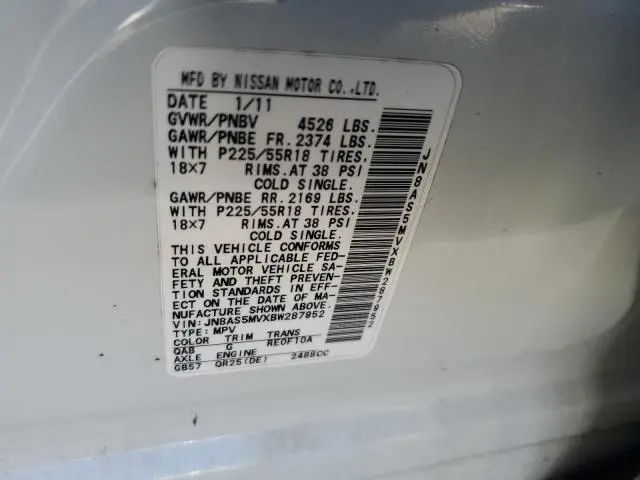 MFD BY NISSAN MOTOR CO.,LTD.
DATE 1/11
GVWR/PNBV 4526 LBS.
GAWR/PNBE FR. 2374 LBS.
WITH P225/55R18 TIRES,
18X7 RIMS.AT 38 PSI
COLD SINGLE.
GAWR/PNBE RR. 2169 LBS.
WITH P225/55R18 TIRES,
18X7 RIMS.AT 38 PSI
COLD SINGLE.
THIS VEHICLE CONFORMS
TO ALL APPLICABLE FED-
ERAL MOTOR VEHICLE SA-
FETY AND THEFT PREVEN-
TION STANDARDS IN EFF-
ECT ON THE DATE OF MA-
NUFACTURE SHOWN ABOVE.
VIN:JN8AS5MVXBW287952
TYPE:MPV
COLOR TRIM TRANS
QAB G RE0F10A
AXLE ENGINE
GB57 QR25(DE) 2488CC
JN8AS5MVXBW287952